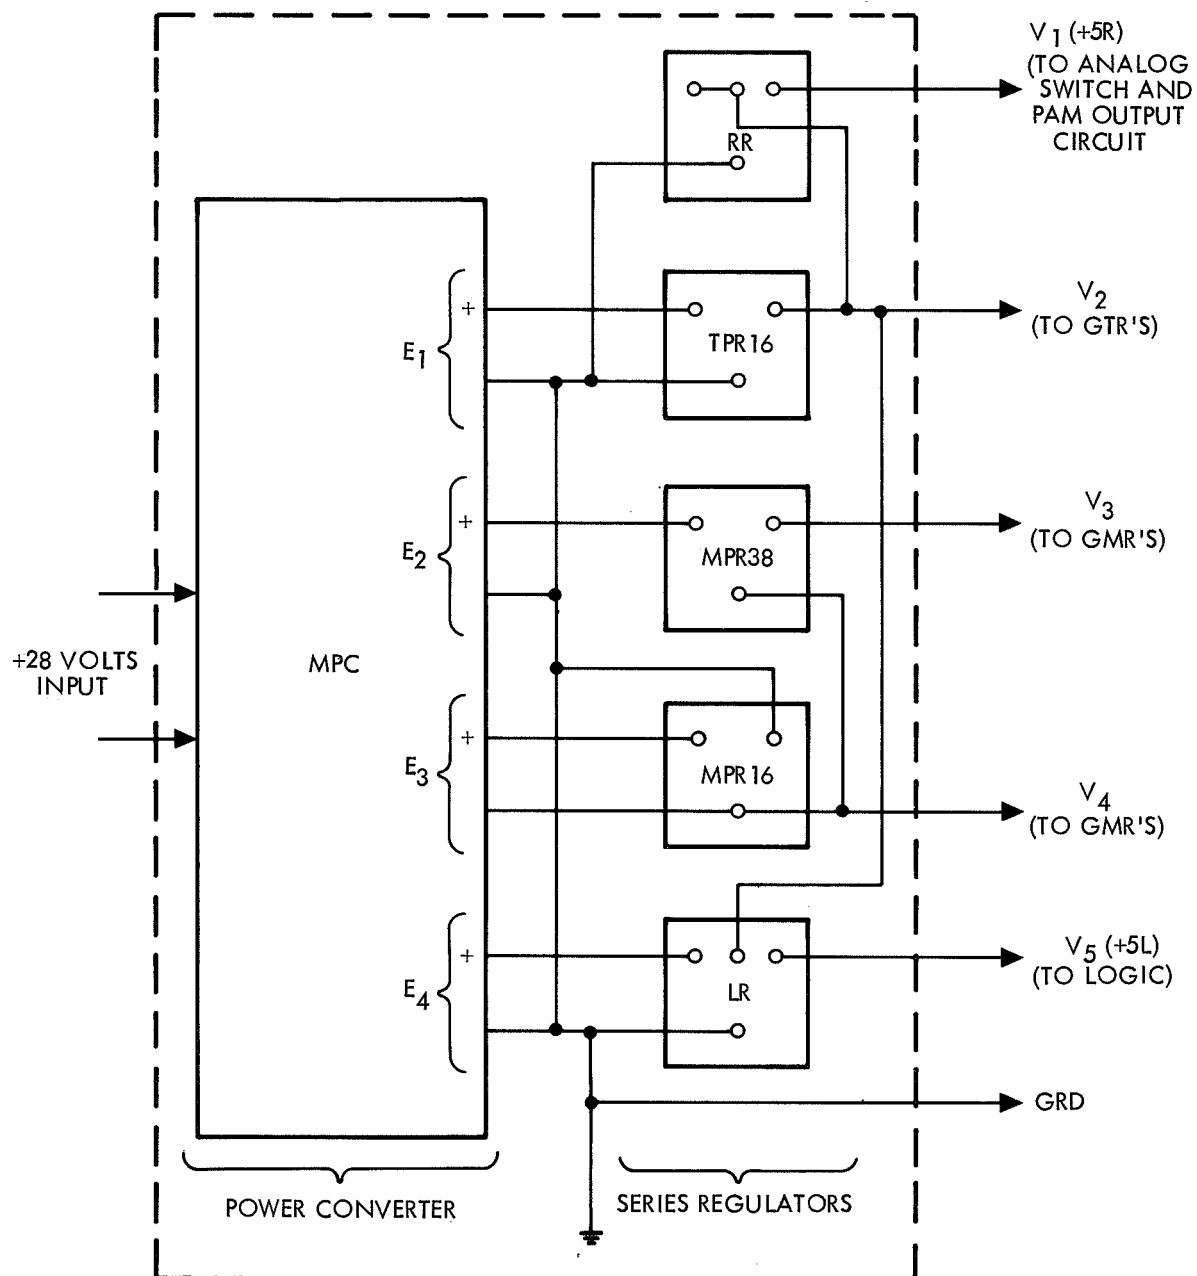 V1 (+5R)
(TO ANALOG
SWITCH AND
PAM OUTPUT
CIRCUIT
RR
E1
+
TPR16
V2
(TO GTR'S)
E2
+
MPR38
V3
(TO GMR'S)
+28 VOLTS
INPUT
MPC
E3
+
MPR16
V4
(TO GMR'S)
E4
+
LR
V5 (+5L)
(TO LOGIC)
GRD
POWER CONVERTER
SERIES REGULATORS